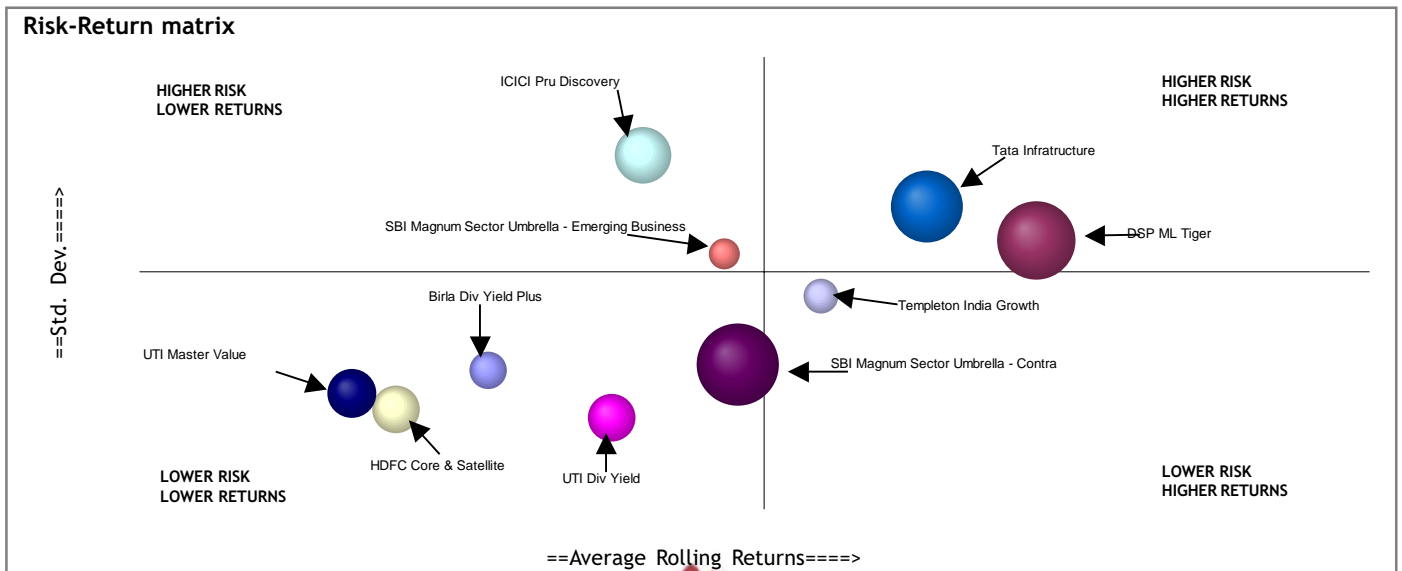 Risk-Return matrix
ICICI Pru Discovery
HIGHER RISK
LOWER RETURNS
HIGHER RISK
HIGHER RETURNS
Tata Infratructure
SBI Magnum Sector Umbrella - Emerging Business
DSP ML Tiger
==Std. Dev.====>
Birla Div Yield Plus
Templeton India Growth
UTI Master Value
SBI Magnum Sector Umbrella - Contra
HDFC Core & Satellite
UTI Div Yield
LOWER RISK
LOWER RETURNS
LOWER RISK
HIGHER RETURNS
==Average Rolling Returns====>